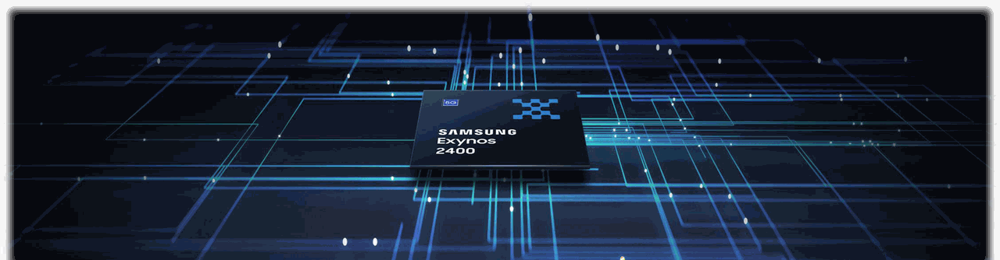 5G
SAMSUNG
Exynos
2400